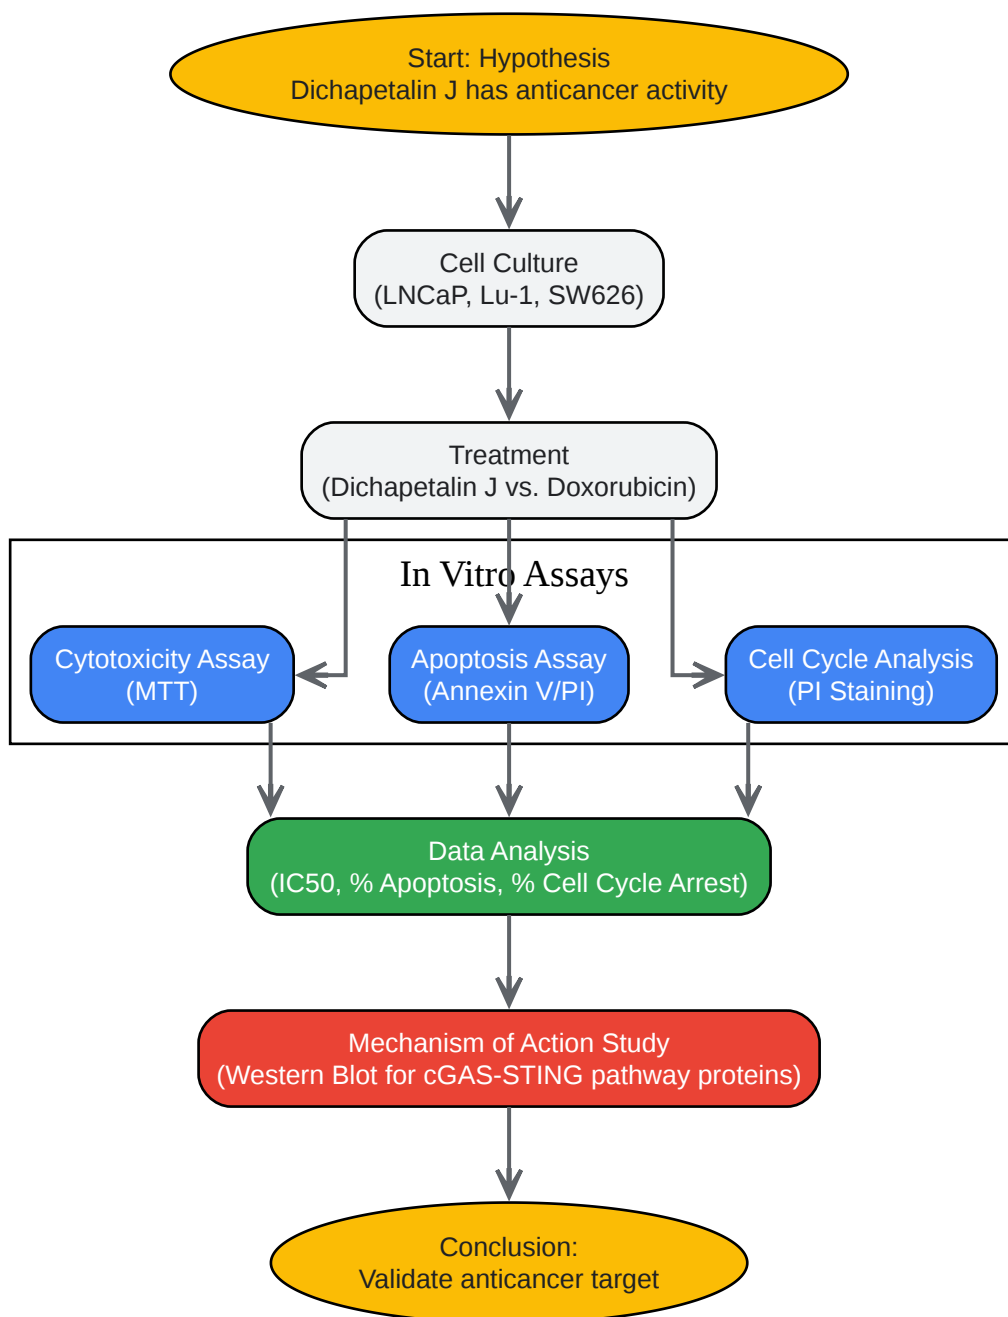 Start: Hypothesis
Dichapetalin J has anticancer activity
Cell Culture
(LNCaP, Lu-1, SW626)
Treatment
(Dichapetalin J vs. Doxorubicin)
In Vitro Assays
Cytotoxicity Assay
(MTT)
Apoptosis Assay
(Annexin V/PI)
Cell Cycle Analysis
(PI Staining)
Data Analysis
(IC50, % Apoptosis, % Cell Cycle Arrest)
Mechanism of Action Study
(Western Blot for cGAS-STING pathway proteins)
Conclusion:
Validate anticancer target